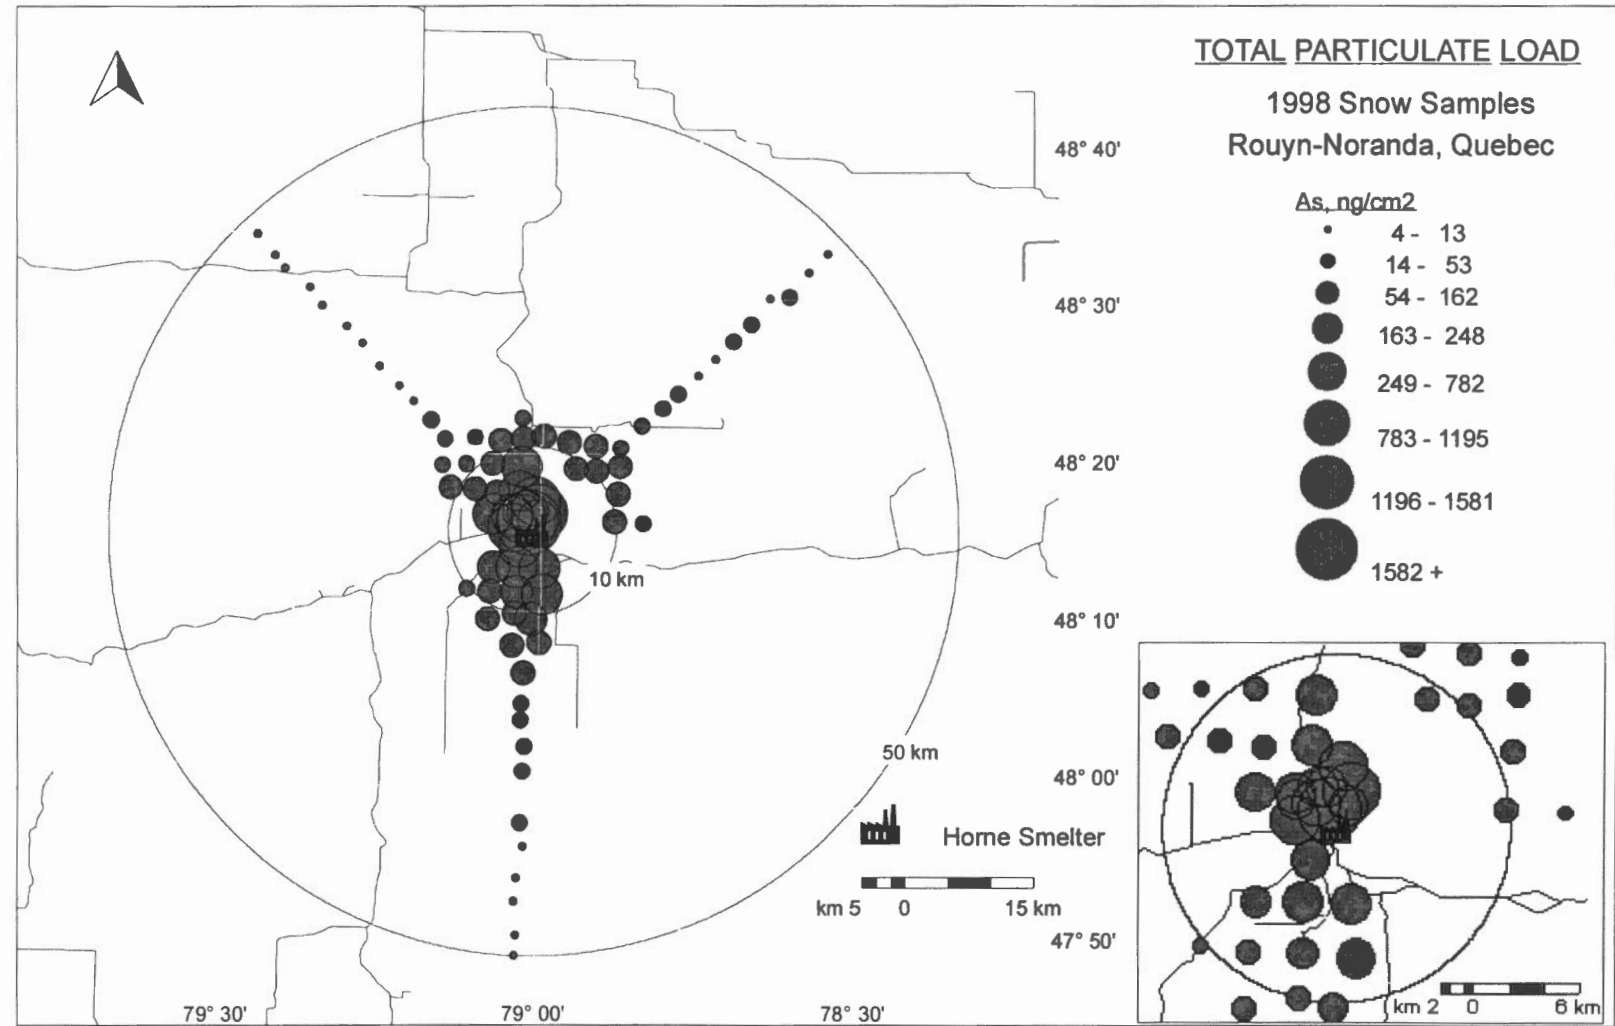 TOTAL PARTICULATE LOAD
1998 Snow Samples
Rouyn-Noranda, Quebec
As, ng/cm2
4 - 13
14 - 53
54 - 162
163 - 248
249 - 782
783 - 1195
1196 - 1581
1582 +
48° 40'
48° 30'
48° 20'
48° 10'
48° 00'
47° 50'
10 km
50 km
Horne Smelter
km 5 0 15 km
79° 30' 79° 00' 78° 30'
km 2 0 6 km